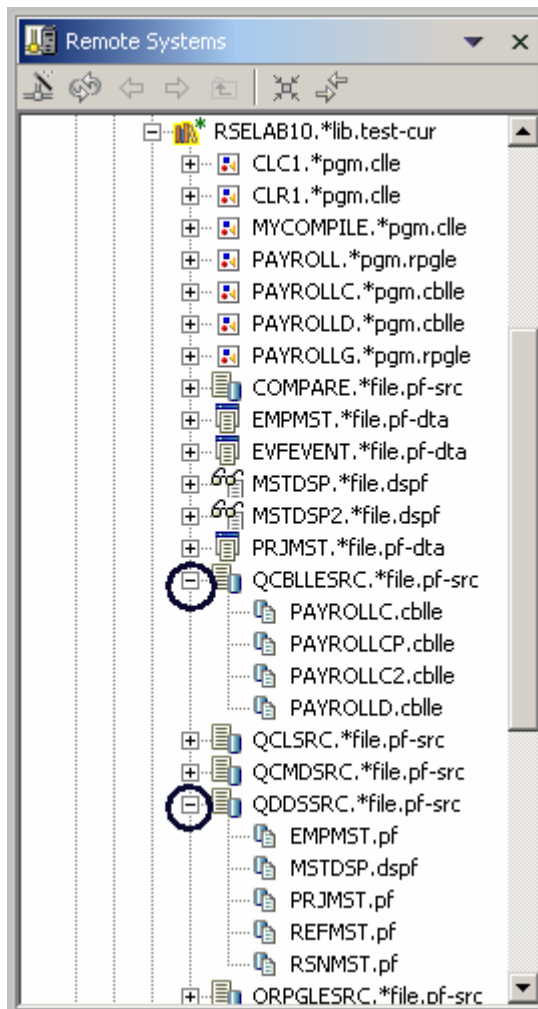 Remote Systems
RSELAB10.*lib.test-cur
CLC1.*pgm.clle
CLR1.*pgm.clle
MYCOMPILE.*pgm.clle
PAYROLL.*pgm.rpgle
PAYROLLC.*pgm.cblle
PAYROLLD.*pgm.cblle
PAYROLLG.*pgm.rpgle
COMPARE.*file.pf-src
EMPMST.*file.pf-dta
EVFEVENT.*file.pf-dta
MSTDSP.*file.dspf
MSTDSP2.*file.dspf
PRJMST.*file.pf-dta
QCBLLESRC.*file.pf-src
PAYROLLC.cblle
PAYROLLCP.cblle
PAYROLLC2.cblle
PAYROLLD.cblle
QCLSRC.*file.pf-src
QCMDSRC.*file.pf-src
QDDSSRC.*file.pf-src
EMPMST.pf
MSTDSP.dspf
PRJMST.pf
REFMST.pf
RSNMST.pf
QRPGLESRC.*file.pf-src